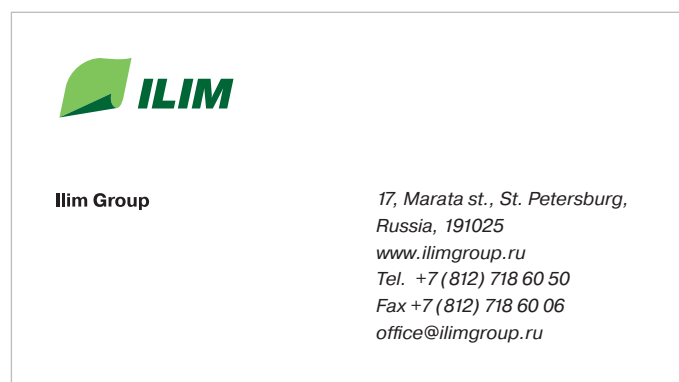 ILIM
Ilim Group
17, Marata st., St. Petersburg,
Russia, 191025
www.ilimgroup.ru
Tel. +7 (812) 718 60 50
Fax +7 (812) 718 60 06
office@ilimgroup.ru